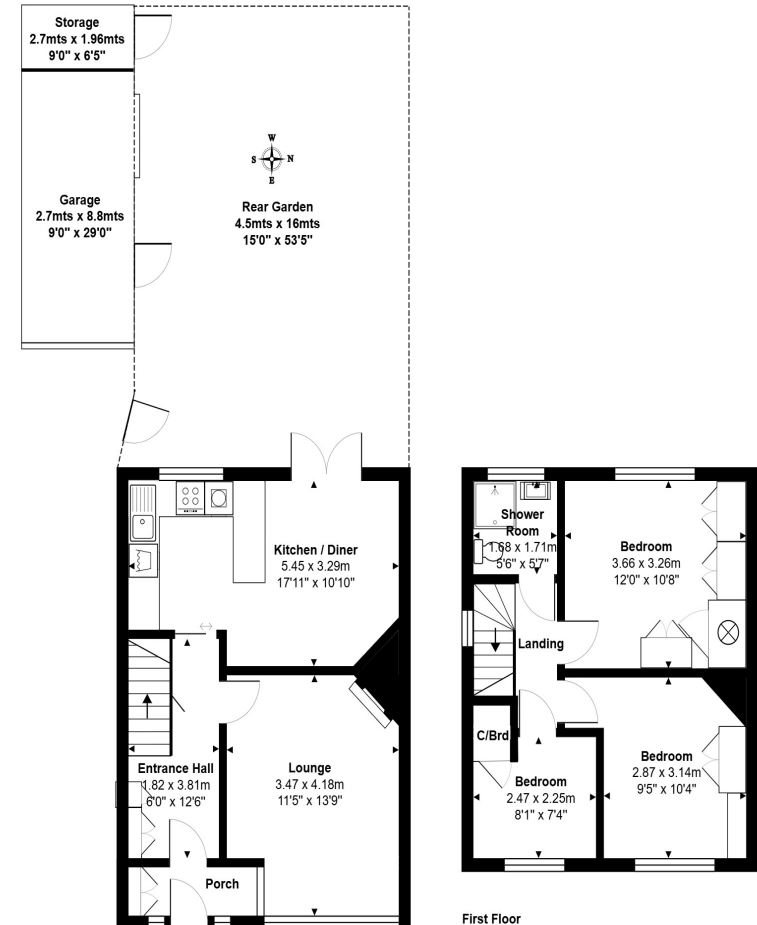 Storage
2.7mts x 1.96mts
9'0" x 6'5"
W
S N
E
Garage
2.7mts x 8.8mts
9'0" x 29'0"
Rear Garden
4.5mts x 16mts
15'0" x 53'5"
Kitchen / Diner
5.45 x 3.29m
17'11" x 10'10"
Entrance Hall
1.82 x 3.81m
6'0" x 12'6"
Lounge
3.47 x 4.18m
11'5" x 13'9"
Porch
Shower
Room
1.68 x 1.71m
5'6" x 5'7"
Bedroom
3.66 x 3.26m
12'0" x 10'8"
Landing
C/Brd
Bedroom
2.47 x 2.25m
8'1" x 7'4"
Bedroom
2.87 x 3.14m
9'5" x 10'4"
First Floor